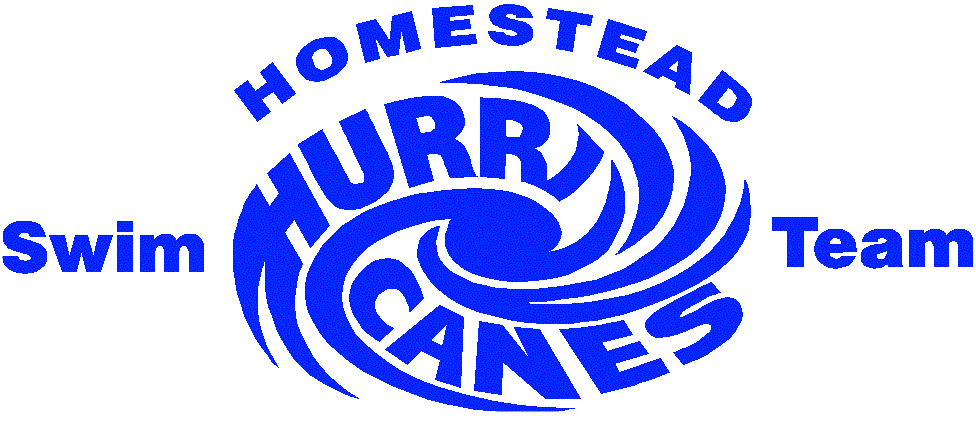 HOMESTEAD
HURRI
CANES
Swim Team